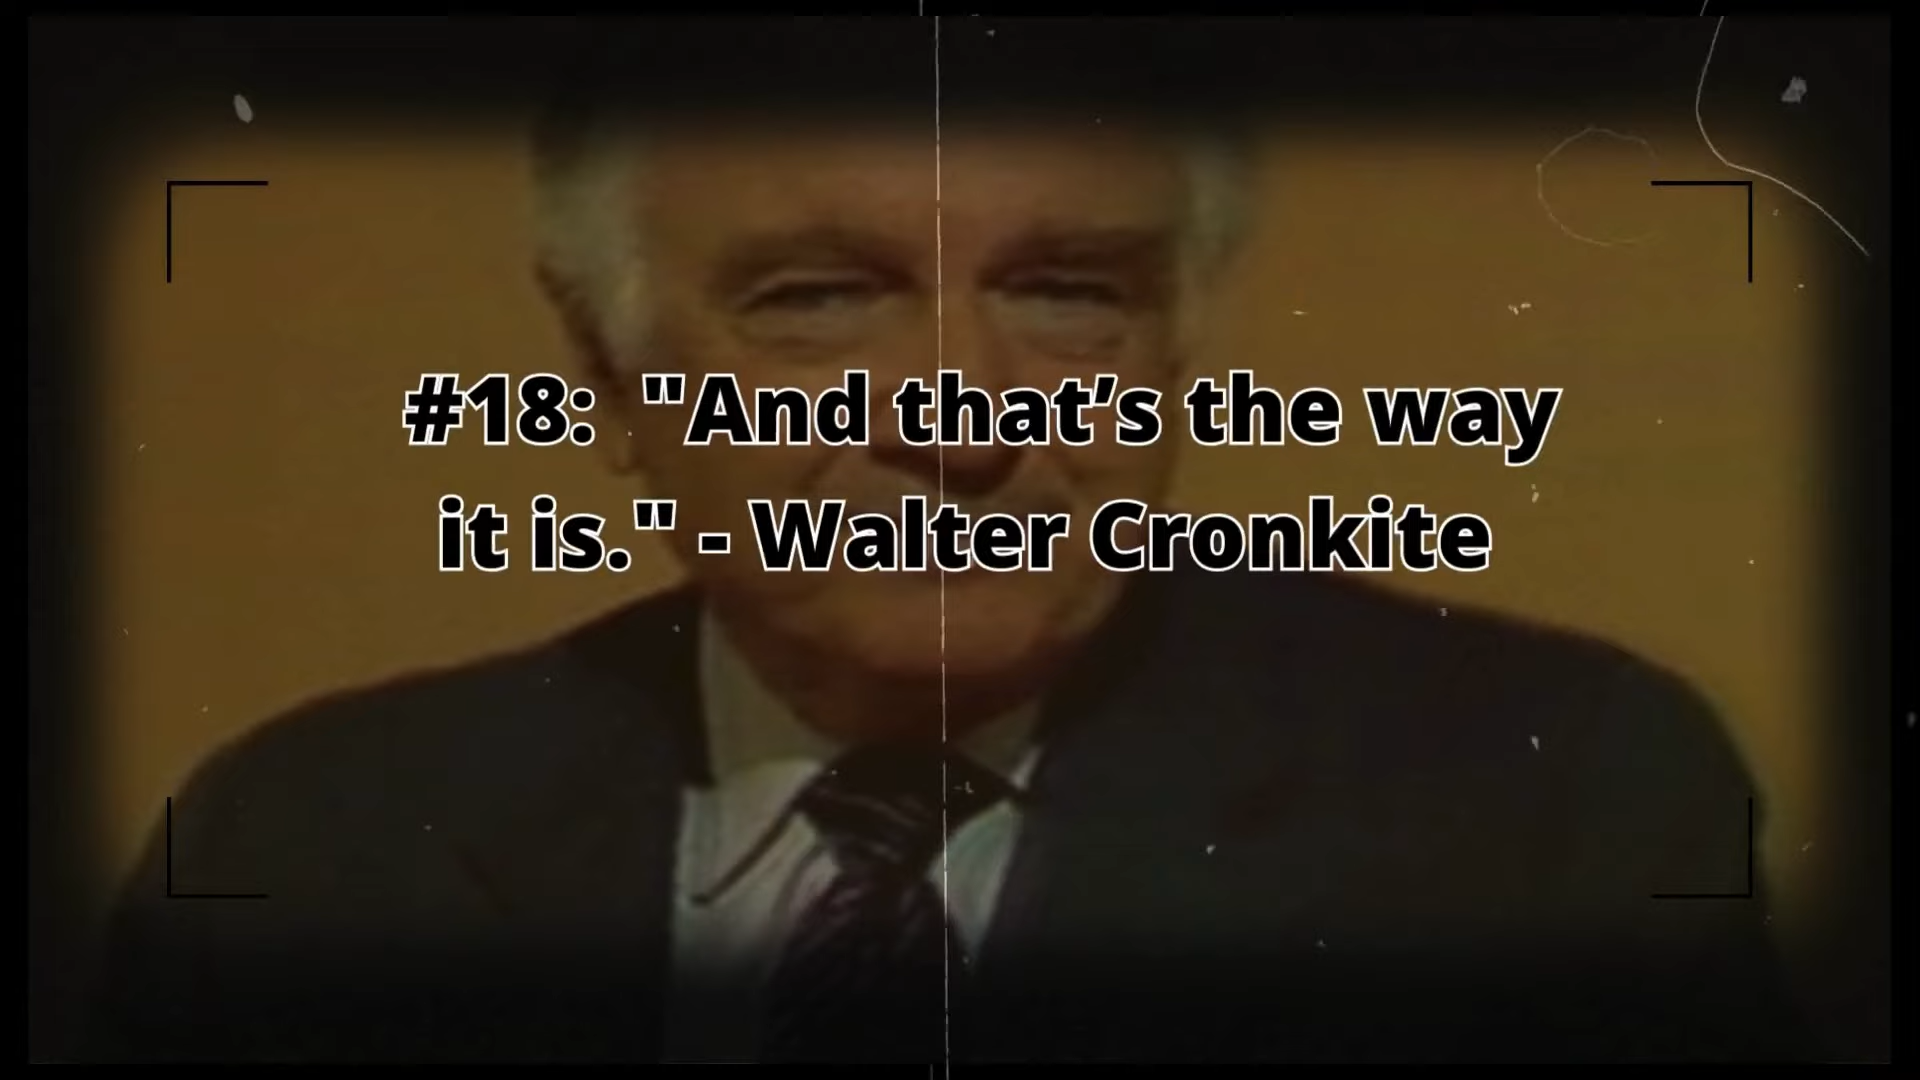 #18:  "And that’s the way
it is." - Walter Cronkite